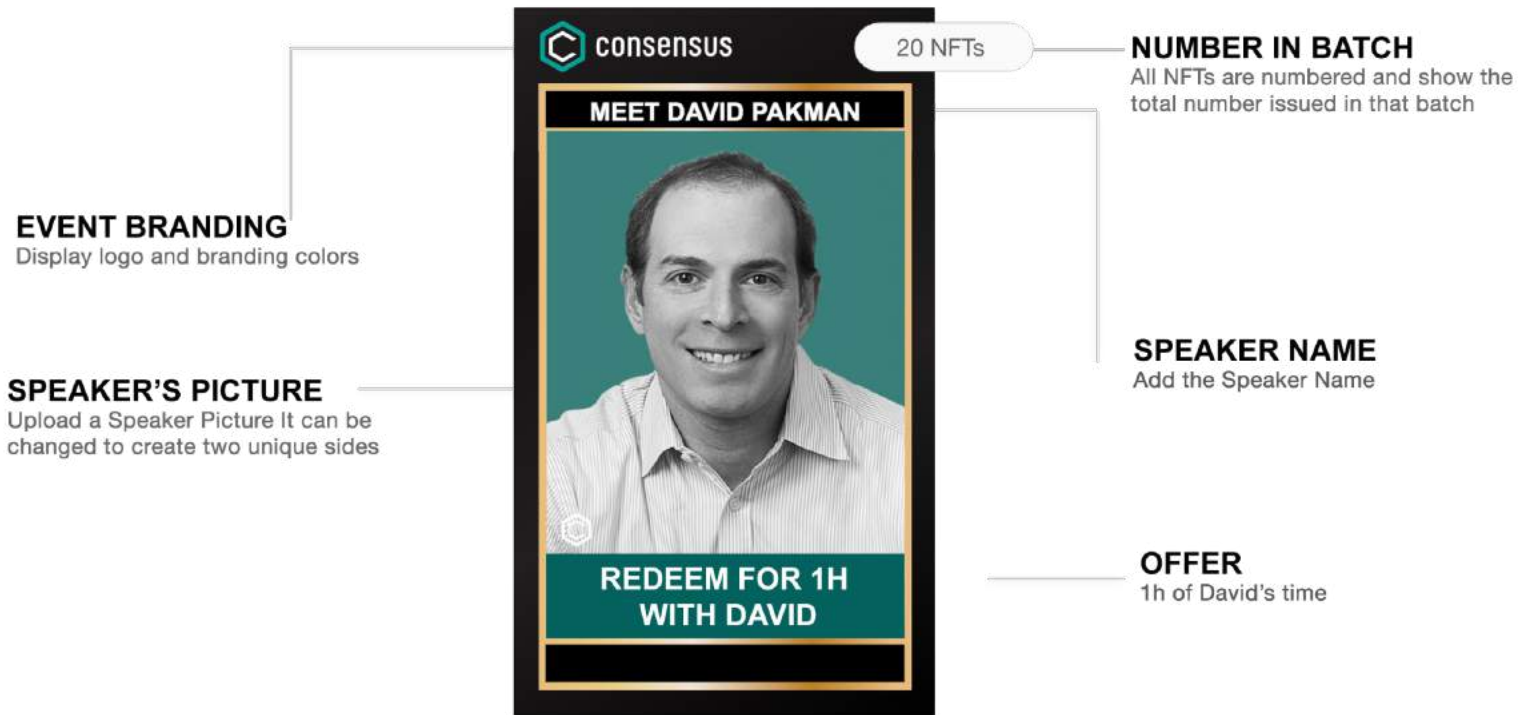 consensus
20 NFTs
MEET DAVID PAKMAN
REDEEM FOR 1H
WITH DAVID
EVENT BRANDING
Display logo and branding colors
SPEAKER'S PICTURE
Upload a Speaker Picture It can be
changed to create two unique sides
NUMBER IN BATCH
All NFTs are numbered and show the
total number issued in that batch
SPEAKER NAME
Add the Speaker Name
OFFER
1h of David's time